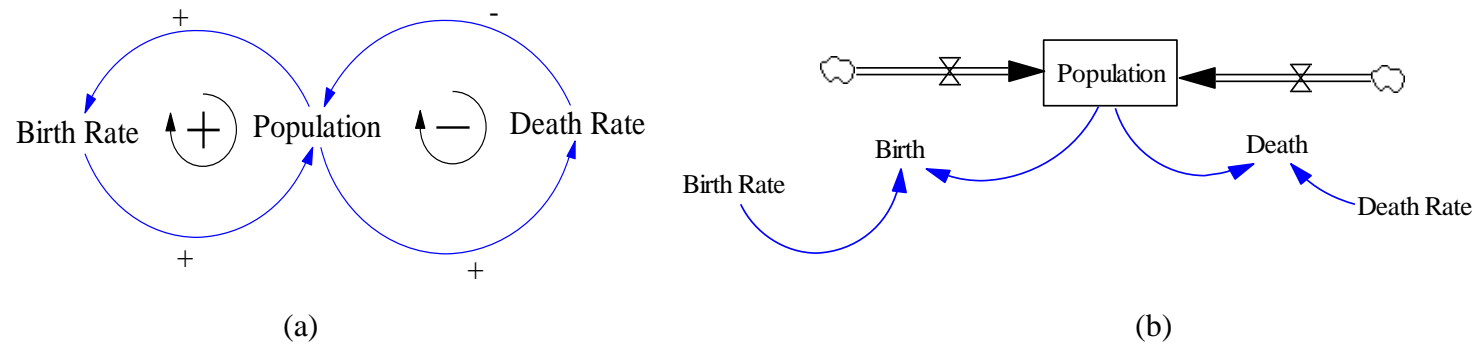 +
-
Birth Rate
+
Population
−
Death Rate
+
+
(a)
Population
Birth
Death
Birth Rate
Death Rate
(b)